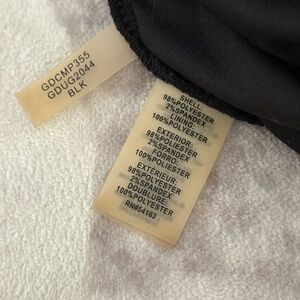 GDCMP355
GDUG2044
BLK
SHELL:
98%POLYESTER
2%SPANDEX
LINING:
100%POLYESTER
EXTERIOR:
98%POLIESTER
2%SPANDEX
FORRO:
100%POLIESTER
EXTÉRIEUR:
98%POLYESTER
2%SPANDEX
DOUBLURE:
100%POLYESTER
RN#54163